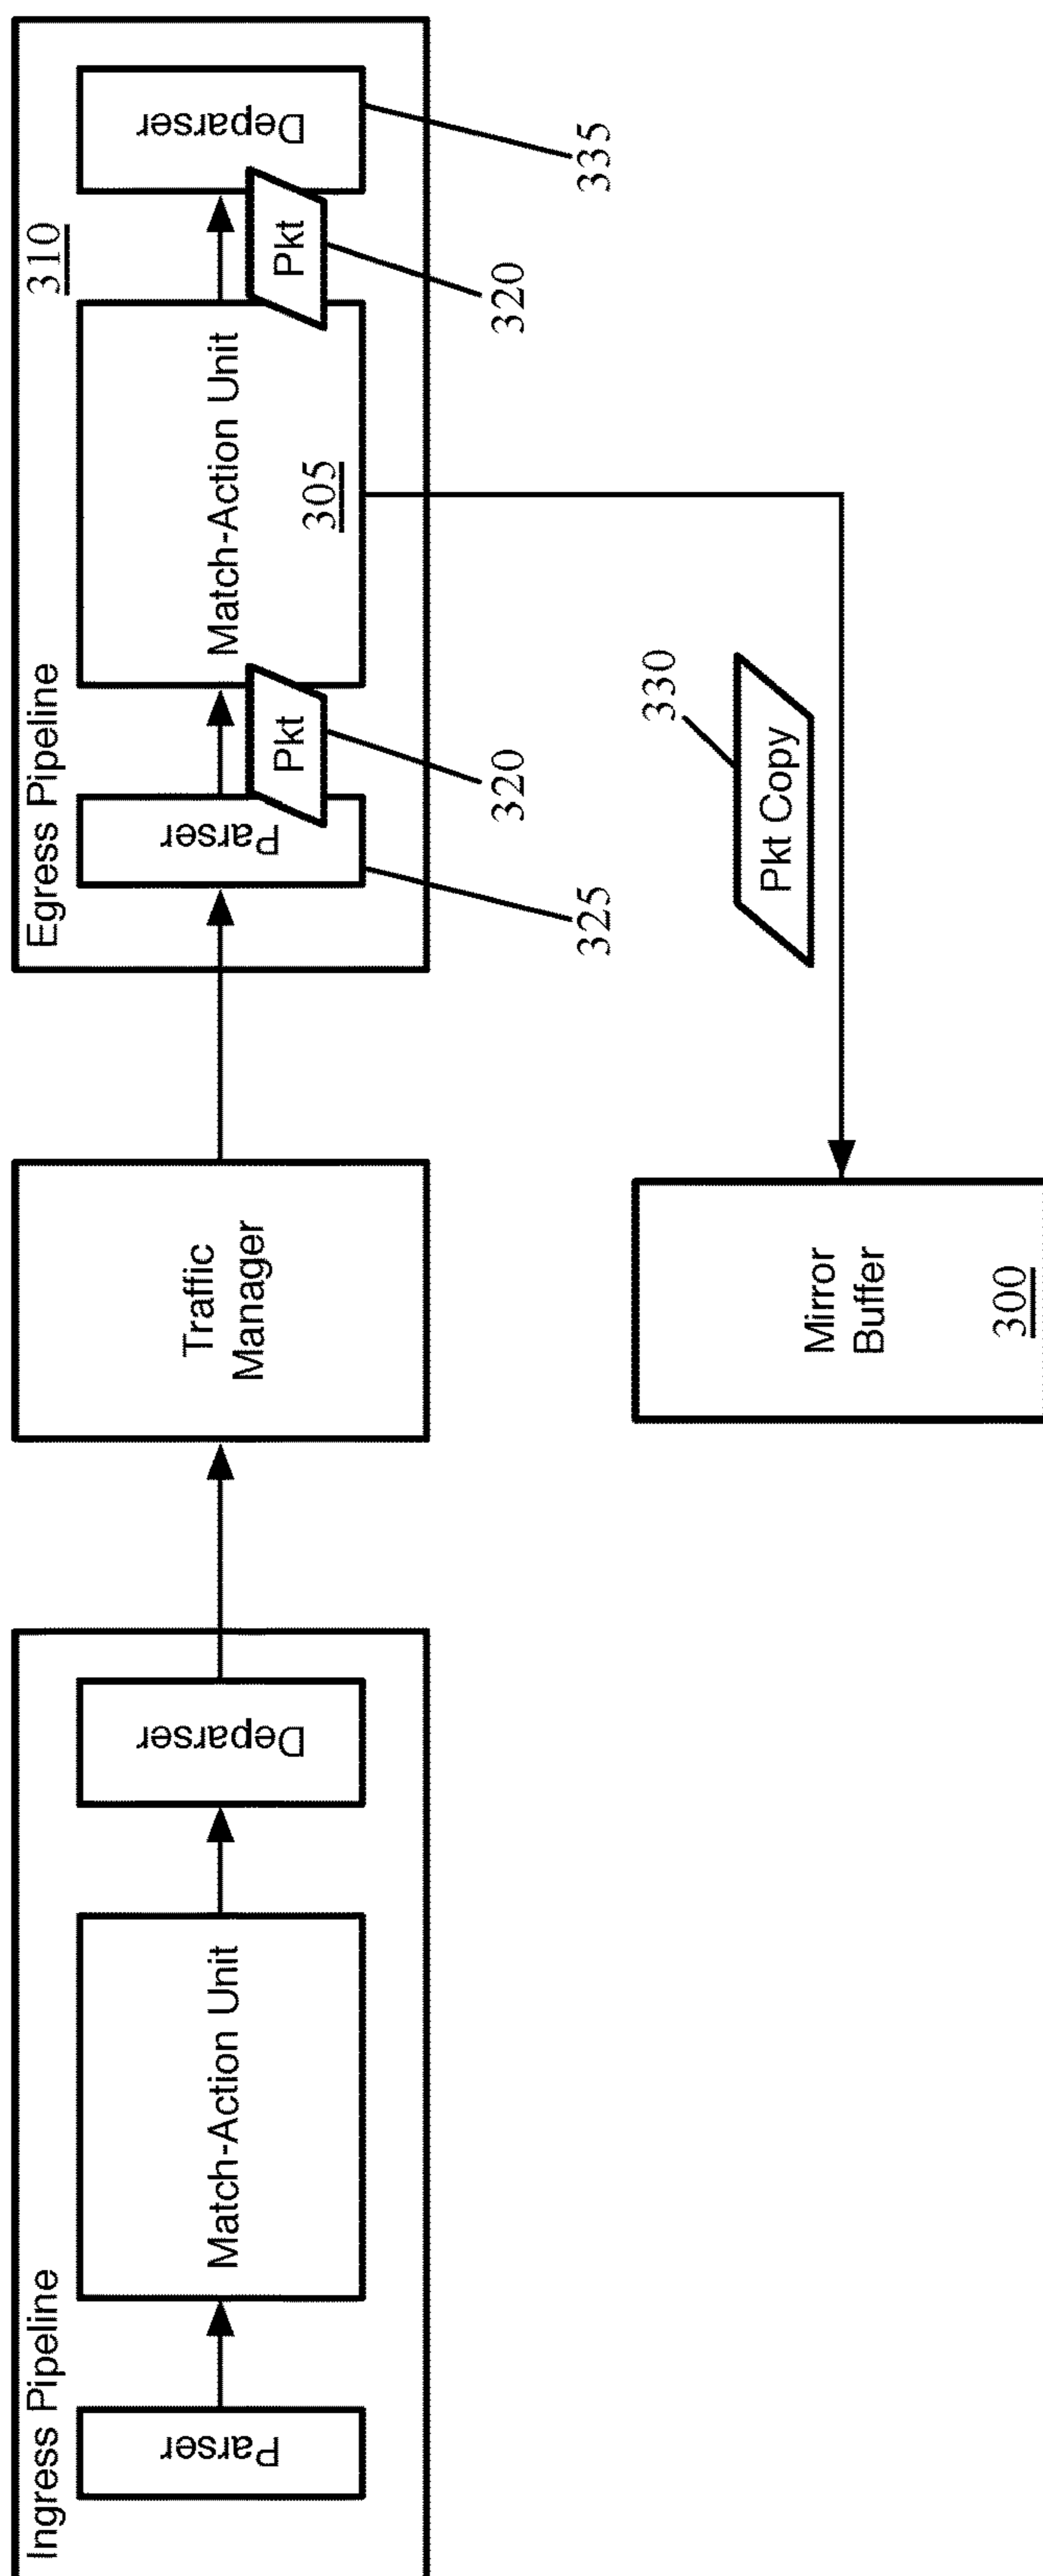 Ingress Pipeline
Parser
Match-Action Unit
Deparser
Traffic
Manager
Egress Pipeline
310
Parser
Pkt
Match-Action Unit
305
Pkt
Deparser
325
320
320
335
330
Pkt Copy
Mirror
Buffer
300